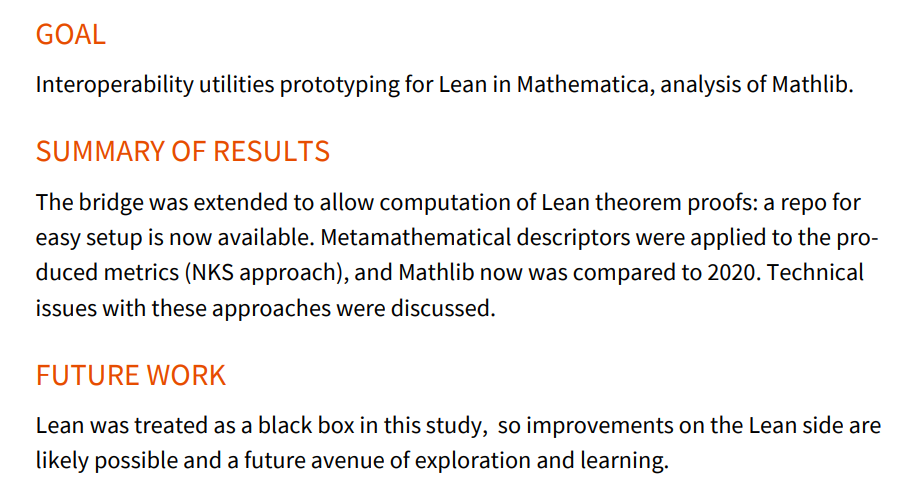 GOAL
Interoperability utilities prototyping for Lean in Mathematica, analysis of Mathlib.
SUMMARY OF RESULTS
The bridge was extended to allow computation of Lean theorem proofs: a repo for
easy setup is now available. Metamathematical descriptors were applied to the pro-
duced metrics (NKS approach), and Mathlib now was compared to 2020. Technical
issues with these approaches were discussed.
FUTURE WORK
Lean was treated as a black box in this study,  so improvements on the Lean side are
likely possible and a future avenue of exploration and learning.